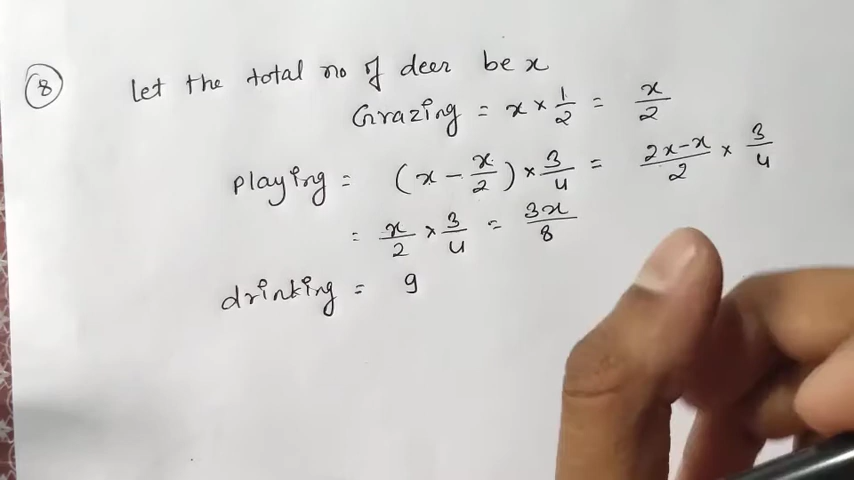 8 Let the total no of deer be x
Grazing = x × 1/2 = x/2
Playing = (x - x/2) × 3/4 = 2x-x/2 × 3/4
= x/2 × 3/4 = 3x/8
drinking = 9